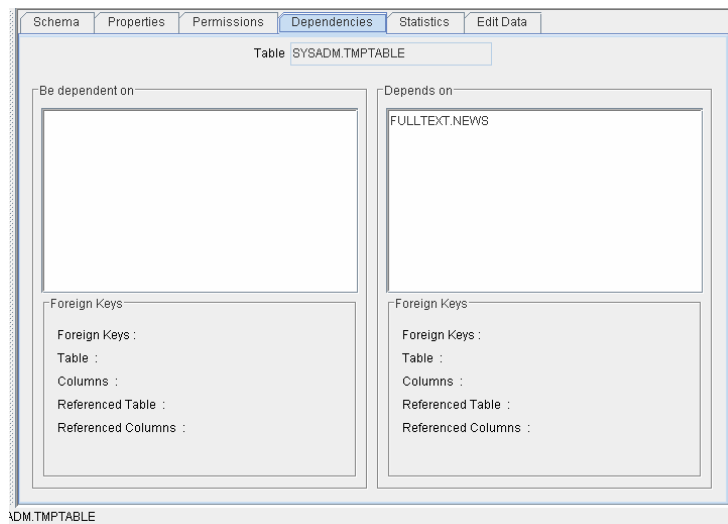 Schema Properties Permissions Dependencies Statistics Edit Data
Table SYSADM.TMPTABLE
Be dependent on
Foreign Keys
Foreign Keys :
Table :
Columns :
Referenced Table :
Referenced Columns :
Depends on
FULLTEXT.NEWS
Foreign Keys
Foreign Keys :
Table :
Columns :
Referenced Table :
Referenced Columns :
ADM.TMPTABLE